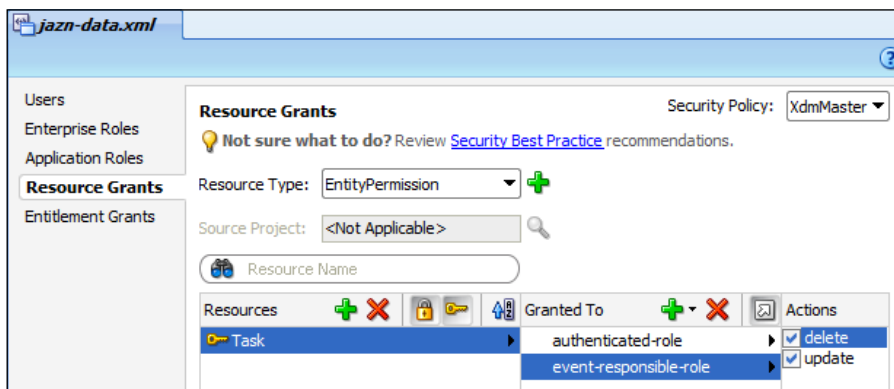 jazn-data.xml
Users
Enterprise Roles
Application Roles
Resource Grants
Entitlement Grants
Resource Grants
Security Policy: XdmMaster
Not sure what to do? Review Security Best Practice recommendations.
Resource Type: EntityPermission
Source Project: <Not Applicable>
Resource Name
Resources Granted To Actions
Task
authenticated-role
event-responsible-role
delete
update